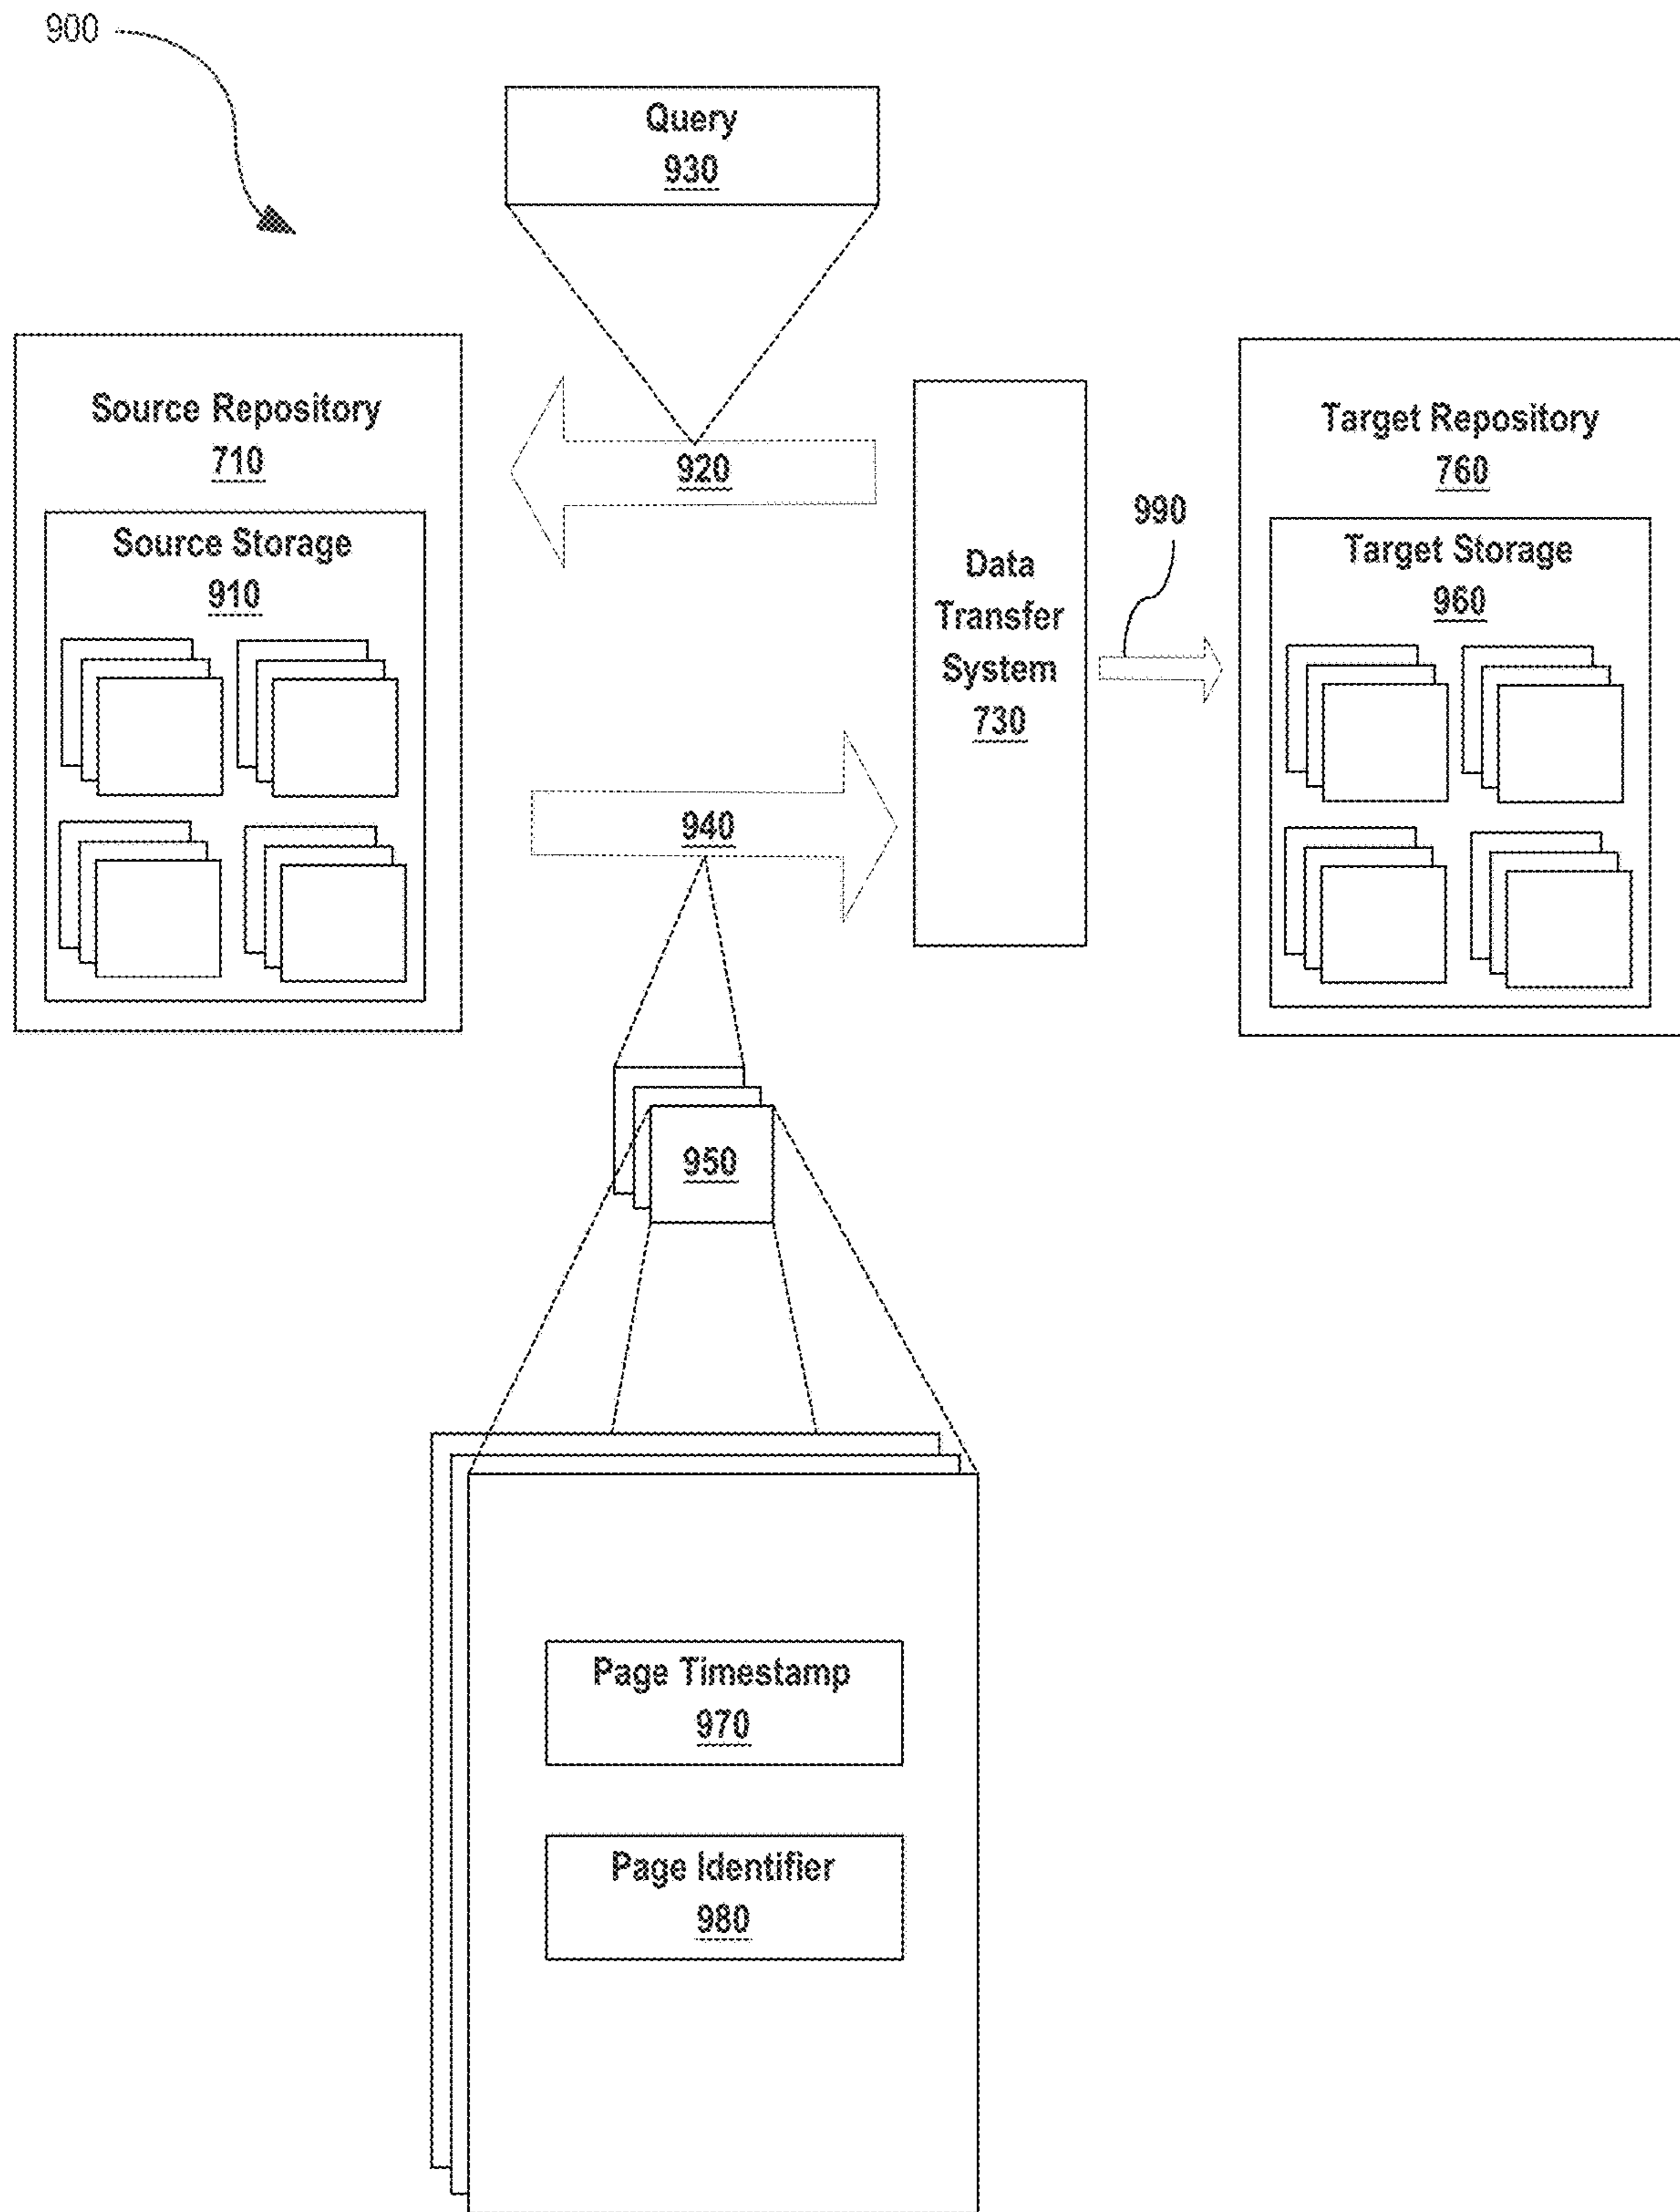 900
Query
930
Source Repository
710
Source Storage
910
920
Data
Transfer
System
730
990
Target Repository
760
Target Storage
960
940
950
Page Timestamp
970
Page Identifier
980